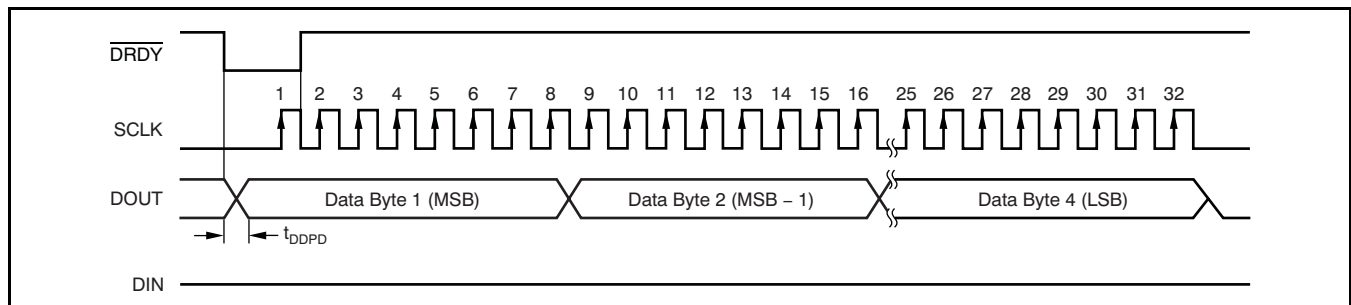 DRDY
1 2 3 4 5 6 7 8 9 10 11 12 13 14 15 16 25 26 27 28 29 30 31 32
SCLK
DOUT Data Byte 1 (MSB) Data Byte 2 (MSB − 1) Data Byte 4 (LSB)
tDDPD
DIN